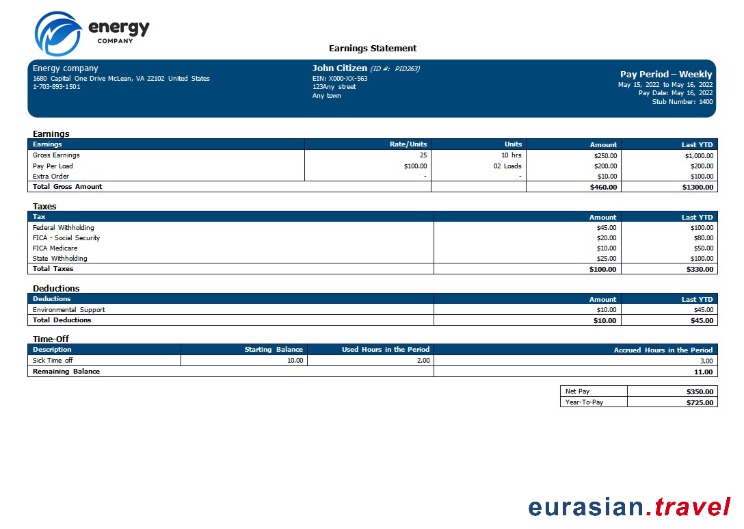 energy
COMPANY
Earnings Statement
Energy company
1680 Capital One Drive McLean, VA 22102 United States
1-703-893-1501
John Citizen (ID #: PID263)
EIN: X000-XX-563
123Any street
Any town
Pay Period – Weekly
May 15, 2022 to May 16, 2022
Pay Date: May 16, 2022
Stub Number: 1400
Earnings
Earnings Rate/Units Units Amount Last YTD
Gross Earnings 25 10 hrs $250.00 $1,000.00
Pay Per Load $100.00 02 Loads $200.00 $200.00
Extra Order - - $10.00 $100.00
Total Gross Amount $460.00 $1300.00
Taxes
Tax Amount Last YTD
Federal Withholding $45.00 $100.00
FICA - Social Security $20.00 $80.00
FICA Medicare $10.00 $50.00
State Withholding $25.00 $100.00
Total Taxes $100.00 $330.00
Deductions
Deductions Amount Last YTD
Environmental Support $10.00 $45.00
Total Deductions $10.00 $45.00
Time-Off
Description Starting Balance Used Hours in the Period Accrued Hours in the Period
Sick Time off 10.00 2.00 3.00
Remaining Balance 11.00
Net Pay $350.00
Year-To-Pay $725.00
eurasian.travel